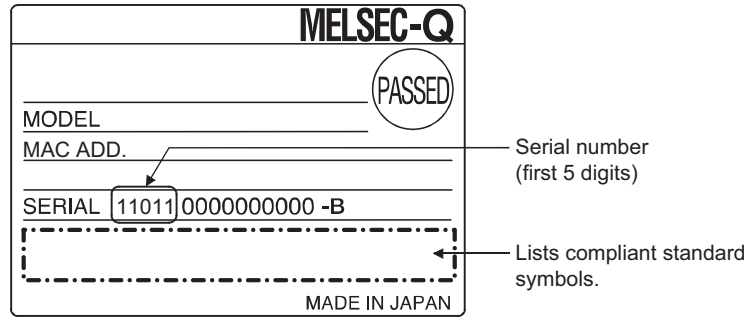 MELSEC-Q
PASSED
MODEL
MAC ADD.
Serial number
(first 5 digits)
SERIAL 11011 0000000000 -B
Lists compliant standard
symbols.
MADE IN JAPAN